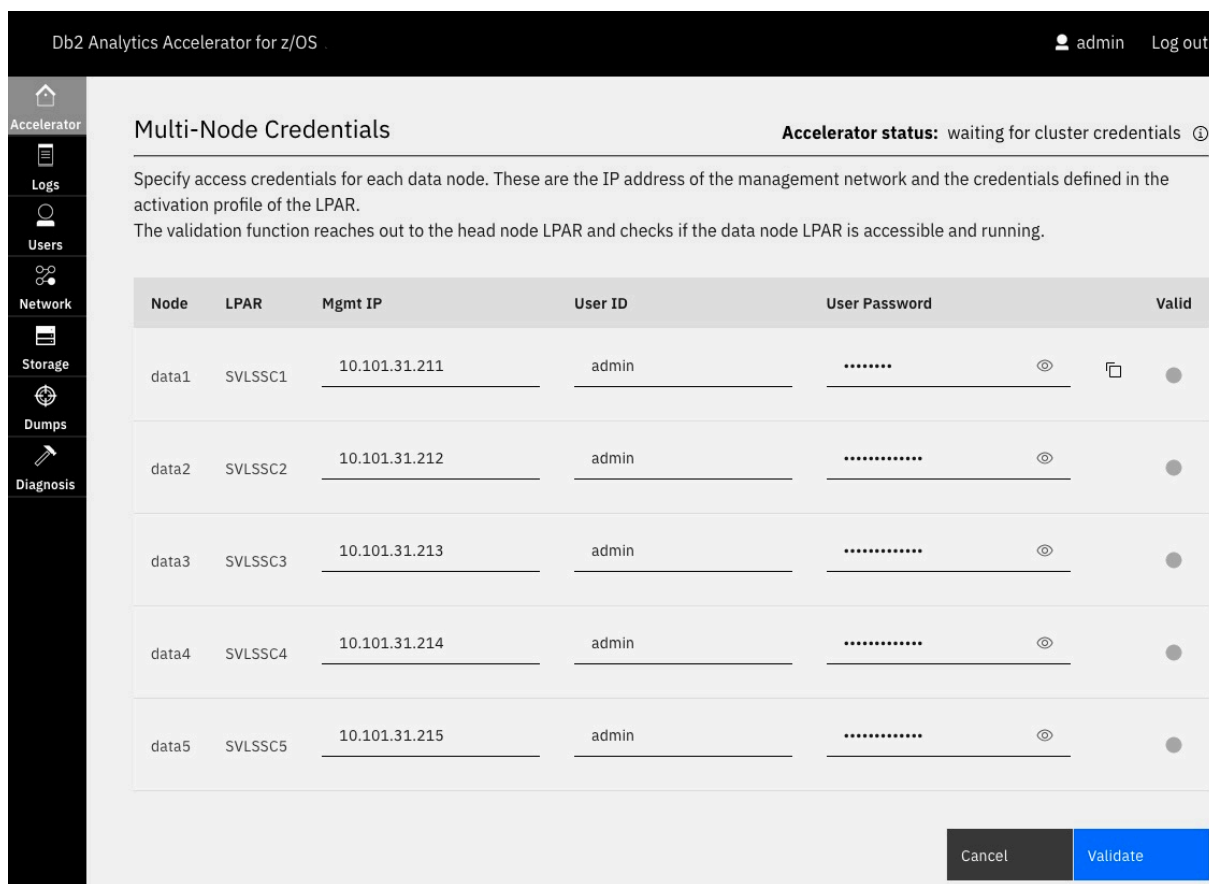 Db2 Analytics Accelerator for z/OS
admin Log out
Accelerator
Logs
Users
Network
Storage
Dumps
Diagnosis
Multi-Node Credentials
Accelerator status: waiting for cluster credentials
Specify access credentials for each data node. These are the IP address of the management network and the credentials defined in the
activation profile of the LPAR.
The validation function reaches out to the head node LPAR and checks if the data node LPAR is accessible and running.
Node LPAR Mgmt IP User ID User Password Valid
data1 SVLSSC1 10.101.31.211 admin ••••••••
data2 SVLSSC2 10.101.31.212 admin •••••••••••••
data3 SVLSSC3 10.101.31.213 admin •••••••••••••
data4 SVLSSC4 10.101.31.214 admin •••••••••••••
data5 SVLSSC5 10.101.31.215 admin •••••••••••••
Cancel Validate